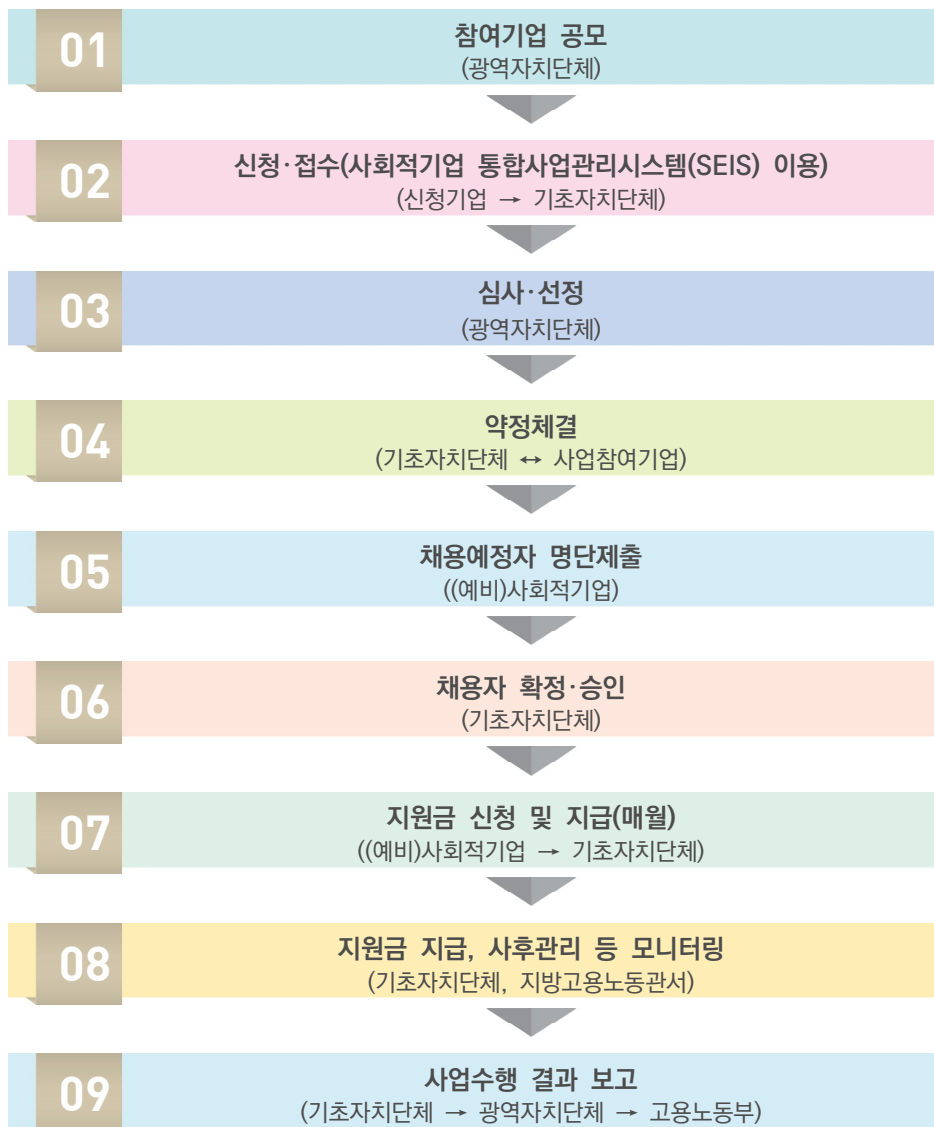 01
참여기업 공모
(광역자치단체)
02
신청·접수(사회적기업 통합사업관리시스템(SEIS) 이용)
(신청기업 → 기초자치단체)
03
심사·선정
(광역자치단체)
04
약정체결
(기초자치단체 ↔ 사업참여기업)
05
채용예정자 명단제출
((예비)사회적기업)
06
채용자 확정·승인
(기초자치단체)
07
지원금 신청 및 지급(매월)
((예비)사회적기업 → 기초자치단체)
08
지원금 지급, 사후관리 등 모니터링
(기초자치단체, 지방고용노동관서)
09
사업수행 결과 보고
(기초자치단체 → 광역자치단체 → 고용노동부)